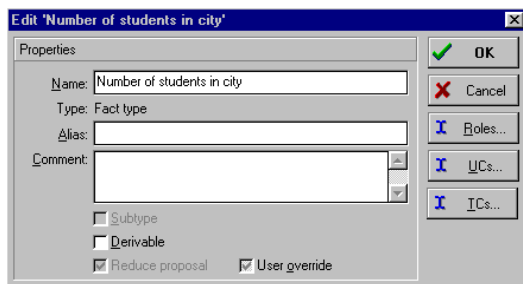 Edit 'Number of students in city'
Properties
Name: Number of students in city
Type: Fact type
Alias:
Comment:
Subtype
Derivable
Reduce proposal User override
OK
Cancel
Roles...
UCs...
TCs...